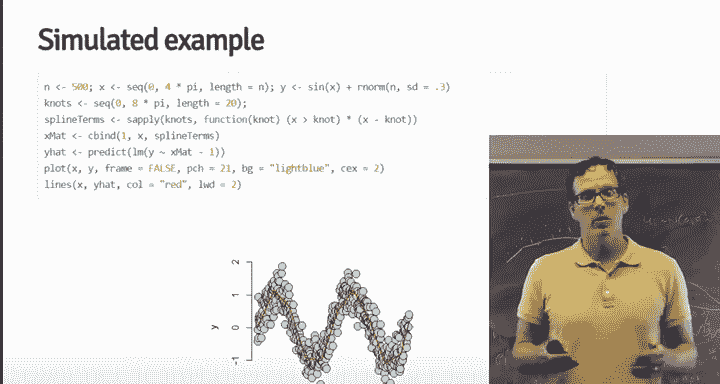 Simulated example
n <- 500; x <- seq(0, 4 * pi, length = n); y <- sin(x) + rnorm(n, sd = .3)
knots <- seq(0, 8 * pi, length = 20);
splineTerms <- sapply(knots, function(knot) (x > knot) * (x - knot))
xMat <- cbind(1, x, splineTerms)
yhat <- predict(lm(y ~ xMat - 1))
plot(x, y, frame = FALSE, pch = 21, bg = "lightblue", cex = 2)
lines(x, yhat, col = "red", lwd = 2)
2
1
0
-1
y